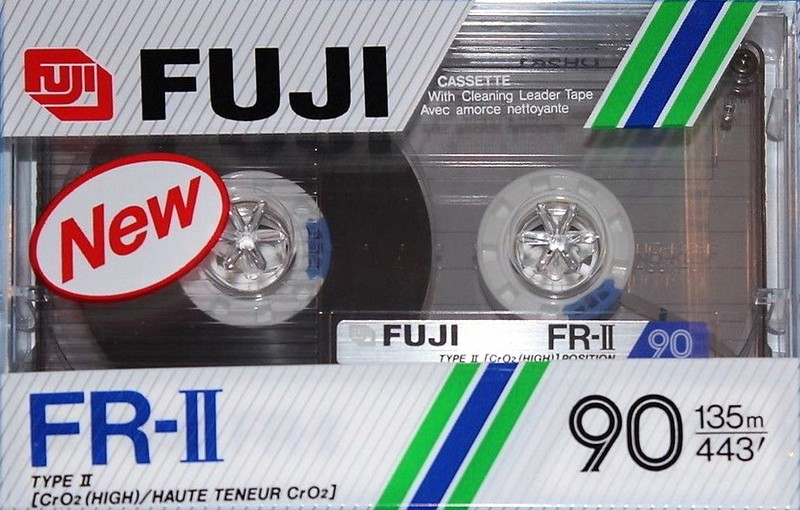 FUJI
FUJI
CASSETTE
With Cleaning Leader Tape
Avec amorce nettoyante
New
FUJI FR-II 90
TYPE II [CrO2 (HIGH)] POSITION
FR-II
TYPE II
[CrO2 (HIGH)/HAUTE TENEUR CrO2]
90
135m
443'